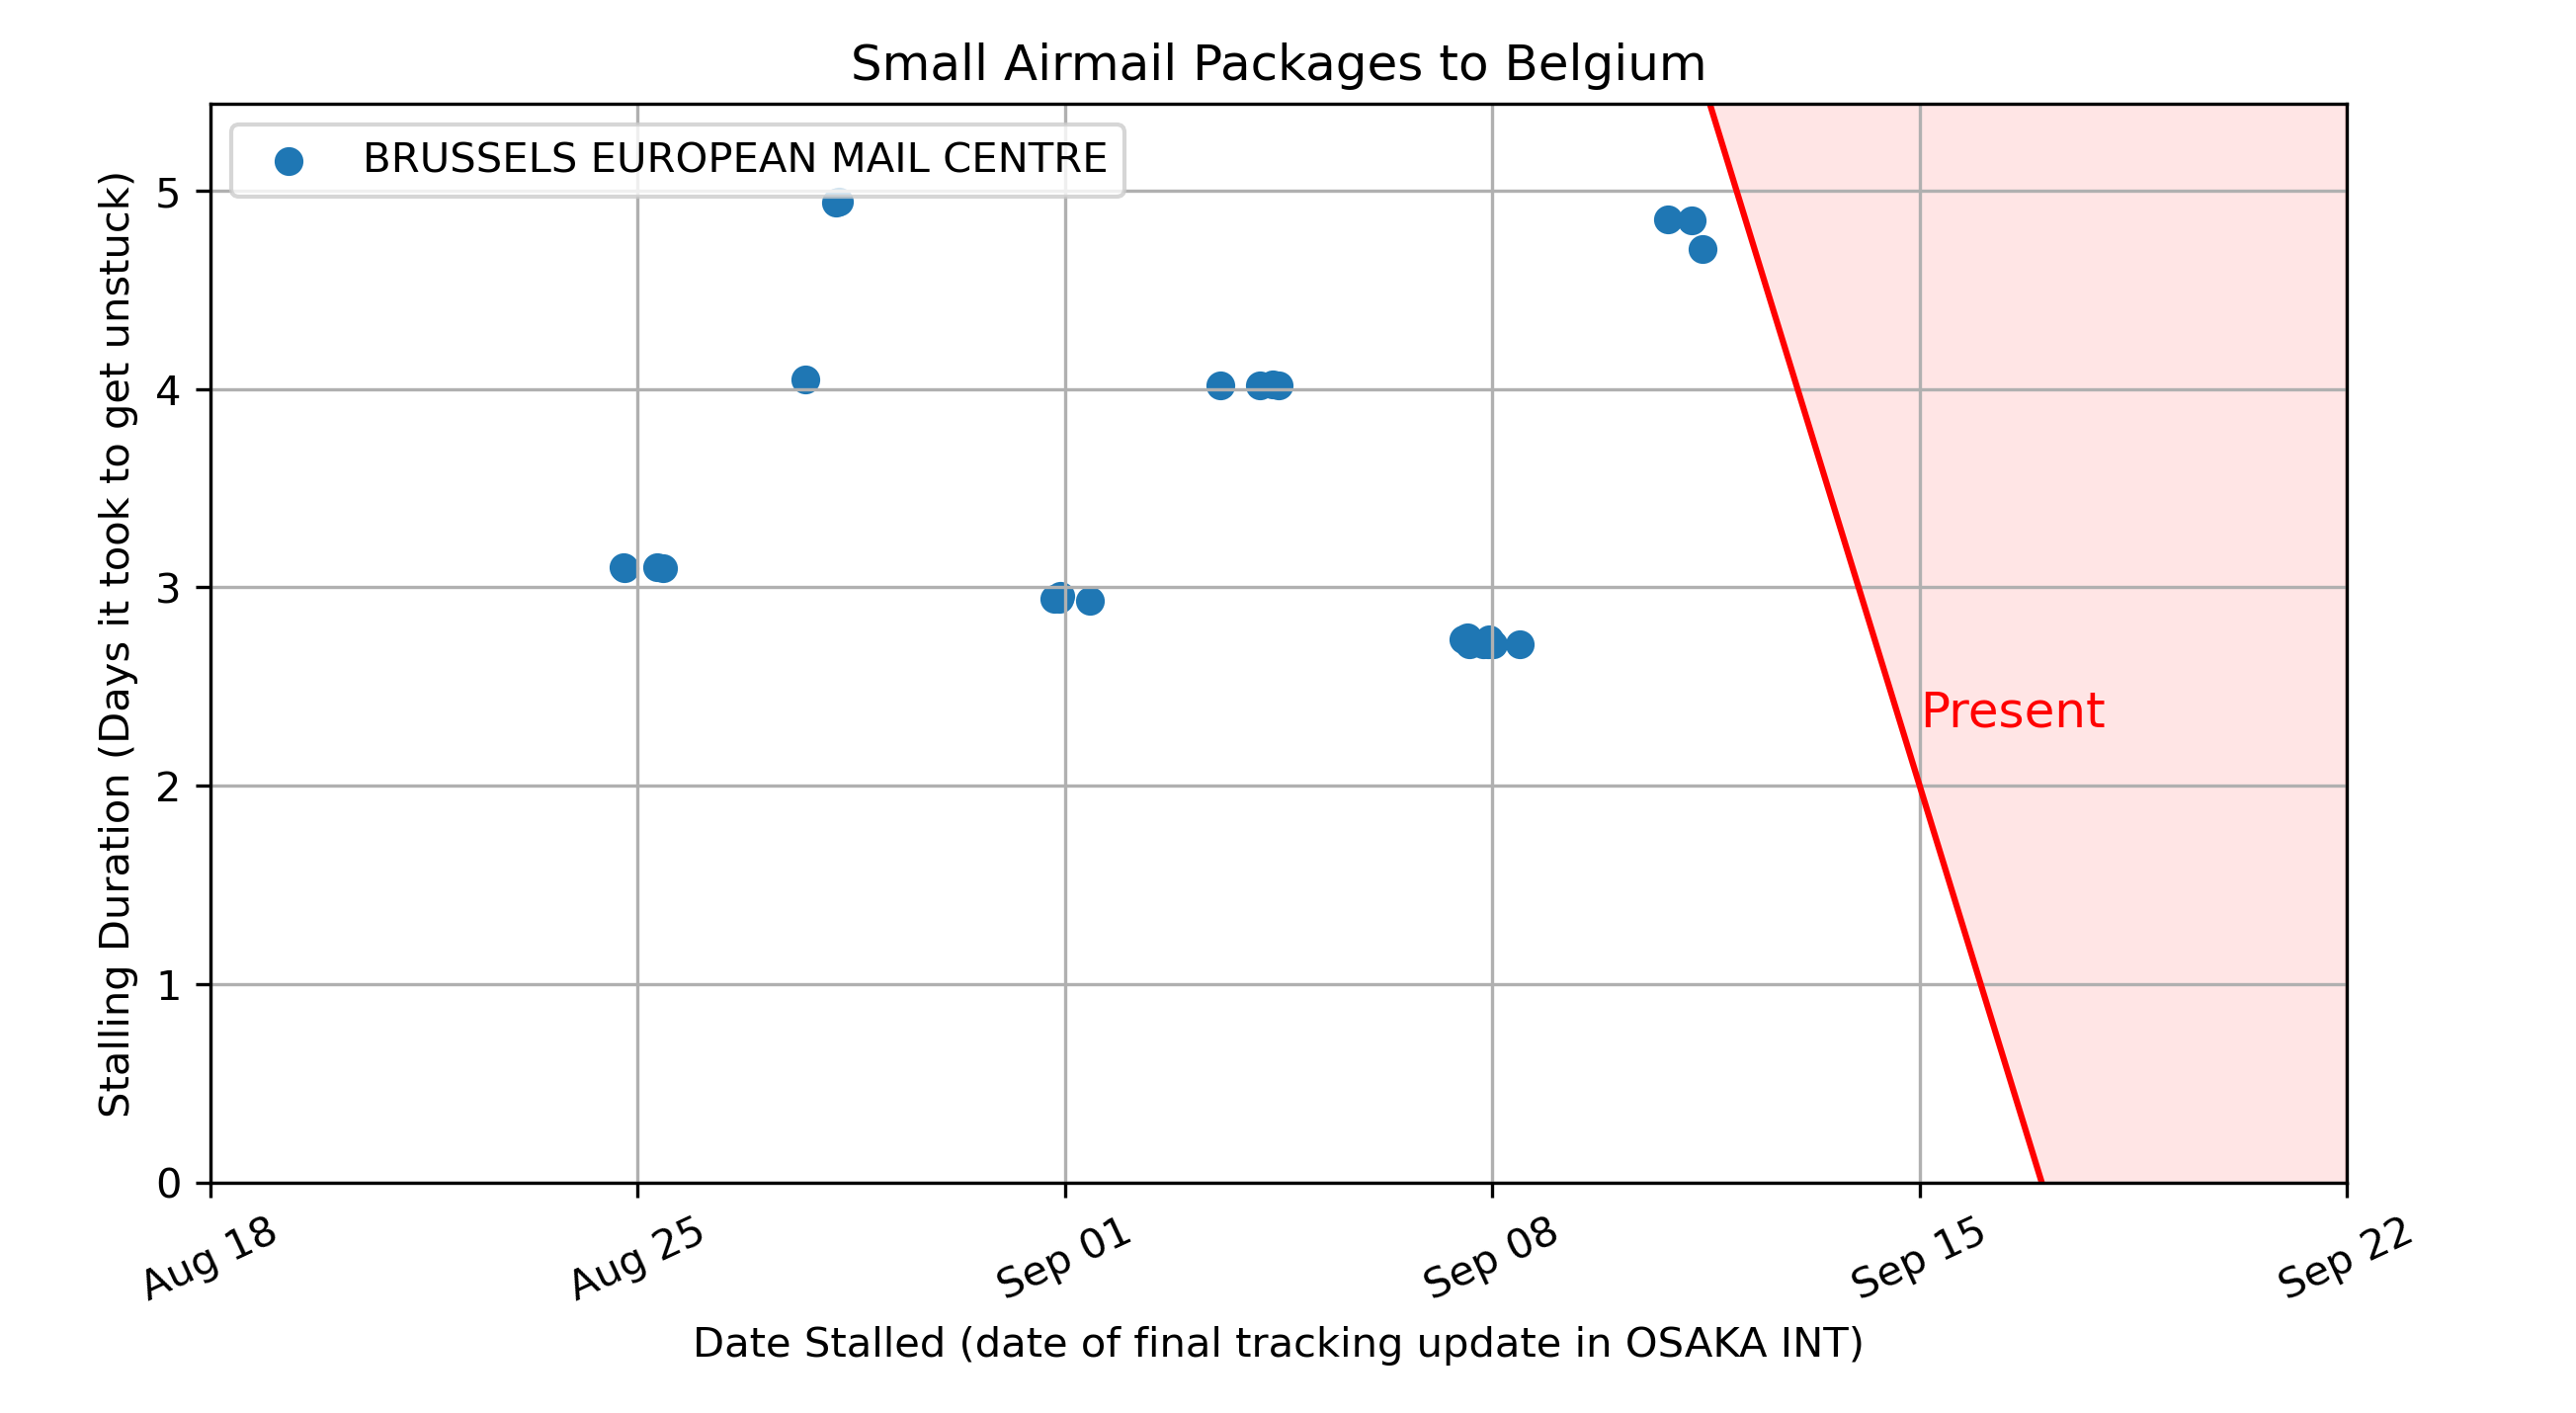 Small Airmail Packages to Belgium
BRUSSELS EUROPEAN MAIL CENTRE
Stalling Duration (Days it took to get unstuck)
5
4
3
2
1
0
Present
Aug 18
Aug 25
Sep 01
Sep 08
Sep 15
Sep 22
Date Stalled (date of final tracking update in OSAKA INT)